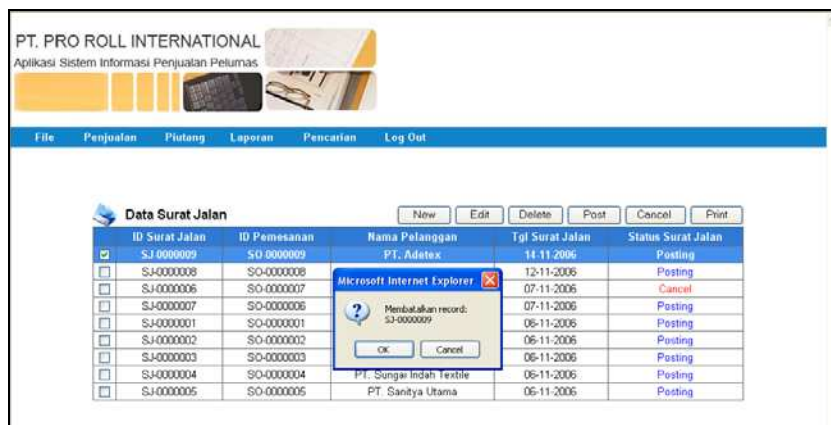 PT. PRO ROLL INTERNATIONAL
Aplikasi Sistem Informasi Penjualan Pelumas
File Penjualan Piutang Laporan Pencarian Log Out
Data Surat Jalan New Edit Delete Post Cancel Print
ID Surat Jalan ID Pemesanan Nama Pelanggan Tgl Surat Jalan Status Surat Jalan
SJ-0000009 SO-0000009 PT. Adetex 14-11-2006 Posting
SJ-0000008 SO-0000008 12-11-2006 Posting
SJ-0000006 SO-0000007 07-11-2006 Cancel
SJ-0000007 SO-0000006 07-11-2006 Posting
SJ-0000001 SO-0000001 06-11-2006 Posting
SJ-0000002 SO-0000002 06-11-2006 Posting
SJ-0000003 SO-0000003 06-11-2006 Posting
SJ-0000004 SO-0000004 PT. Sungai Indah Textile 06-11-2006 Posting
SJ-0000005 SO-0000005 PT. Sanitya Utama 06-11-2006 Posting
Microsoft Internet Explorer
Membatalkan record:
SJ-0000009
OK Cancel